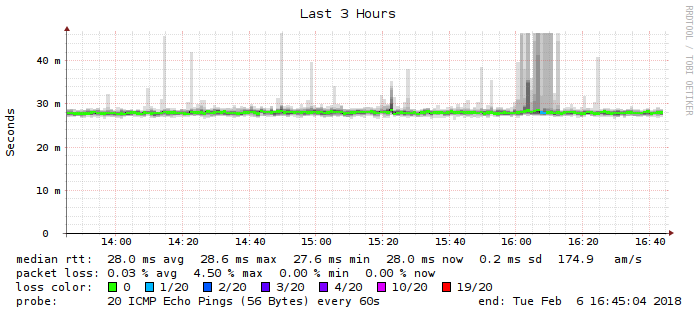 Last 3 Hours
RRDTOOL / TOBI OETIKER
Seconds
40 m
30 m
20 m
10 m
0
14:00 14:20 14:40 15:00 15:20 15:40 16:00 16:20 16:40
median rtt: 28.0 ms avg 28.6 ms max 27.6 ms min 28.0 ms now 0.2 ms sd 174.9 am/s
packet loss: 0.03 % avg 4.50 % max 0.00 % min 0.00 % now
loss color: 0 1/20 2/20 3/20 4/20 10/20 19/20
probe: 20 ICMP Echo Pings (56 Bytes) every 60s end: Tue Feb 6 16:45:04 2018